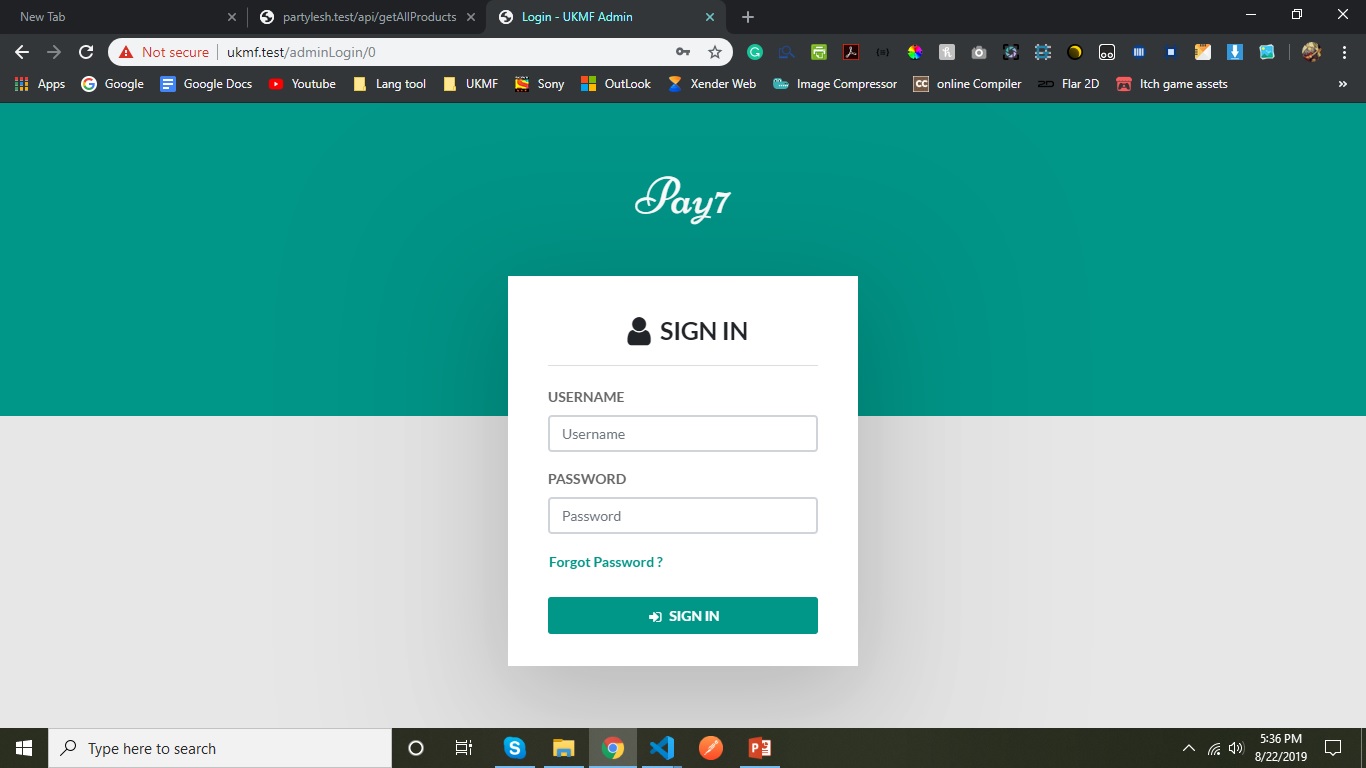 New Tab
partylesh.test/api/getAllProducts
Login - UKMF Admin
Not secure
ukmf.test/adminLogin/0
Apps
Google
Google Docs
Youtube
Lang tool
UKMF
Sony
OutLook
Xender Web
Image Compressor
CC
online Compiler
2D
Flar 2D
Itch game assets
»
Pay7
SIGN IN
USERNAME
Username
PASSWORD
Password
Forgot Password ?
SIGN IN
Type here to search
5:36 PM
8/22/2019